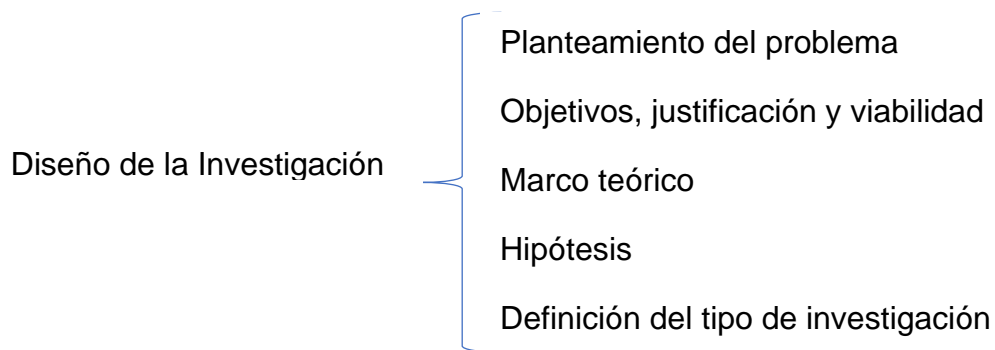 Diseño de la Investigación
Planteamiento del problema
Objetivos, justificación y viabilidad
Marco teórico
Hipótesis
Definición del tipo de investigación